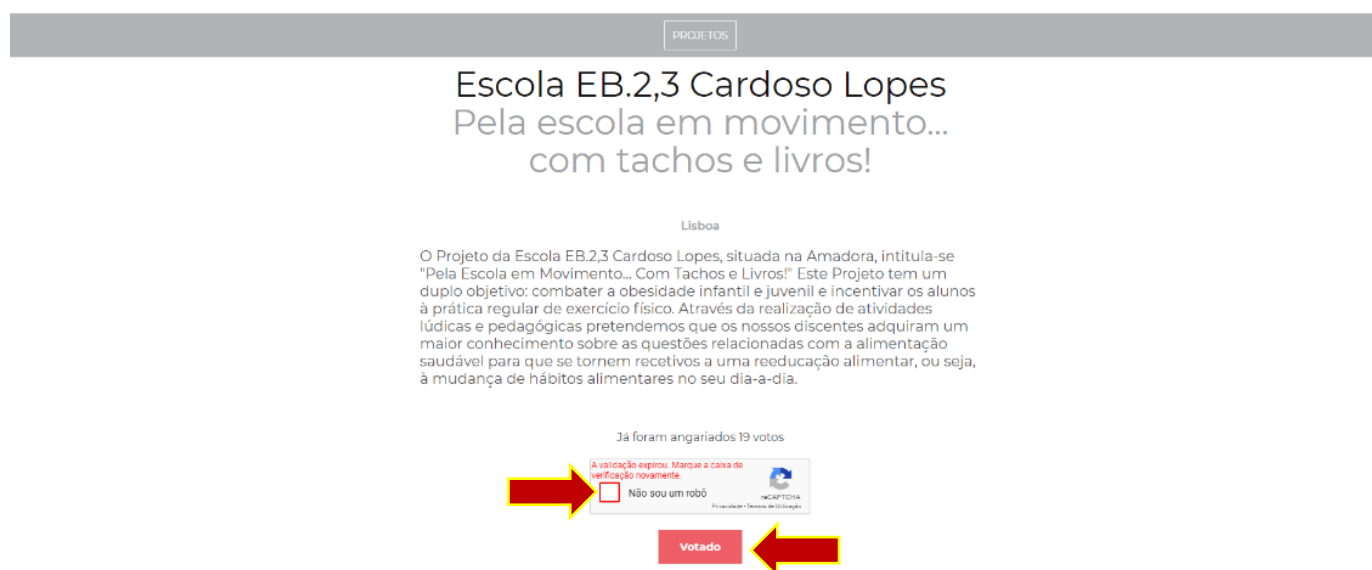 PROJETOS
Escola EB.2,3 Cardoso Lopes
Pela escola em movimento...
com tachos e livros!
Lisboa
O Projeto da Escola EB.2,3 Cardoso Lopes, situada na Amadora, intitula-se
"Pela Escola em Movimento... Com Tachos e Livros!" Este Projeto tem um
duplo objetivo: combater a obesidade infantil e juvenil e incentivar os alunos
à prática regular de exercício físico. Através da realização de atividades
lúdicas e pedagógicas pretendemos que os nossos discentes adquiram um
maior conhecimento sobre as questões relacionadas com a alimentação
saudável para que se tornem recetivos a uma reeducação alimentar, ou seja,
à mudança de hábitos alimentares no seu dia-a-dia.
Já foram angariados 19 votos
A validação expirou. Marque a caixa de
verificação novamente.
Não sou um robô
reCAPTCHA
Privacidade • Termos de Utilização
Votado